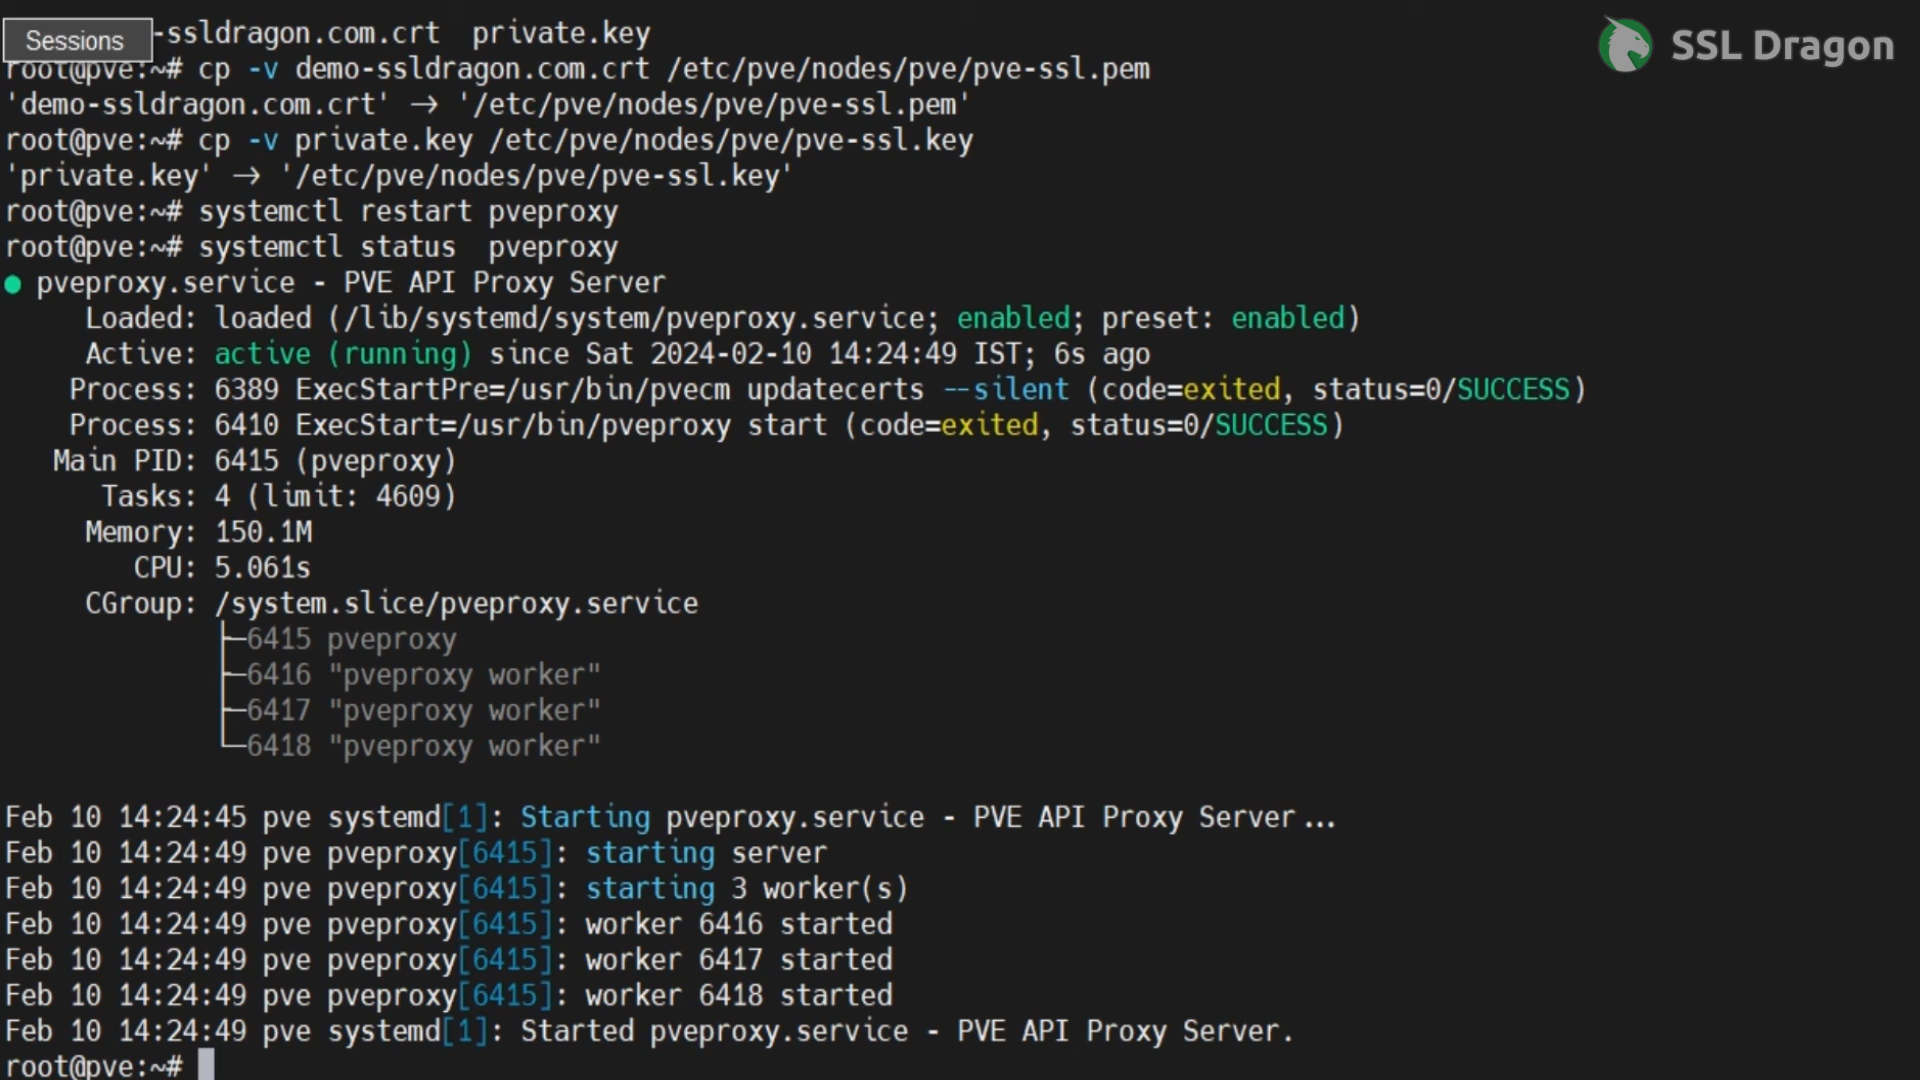 Sessions -ssldragon.com.crt  private.key
SSL Dragon
root@pve:~# cp -v demo-ssldragon.com.crt /etc/pve/nodes/pve/pve-ssl.pem
'demo-ssldragon.com.crt' -> '/etc/pve/nodes/pve/pve-ssl.pem'
root@pve:~# cp -v private.key /etc/pve/nodes/pve/pve-ssl.key
'private.key' -> '/etc/pve/nodes/pve/pve-ssl.key'
root@pve:~# systemctl restart pveproxy
root@pve:~# systemctl status  pveproxy
● pveproxy.service - PVE API Proxy Server
     Loaded: loaded (/lib/systemd/system/pveproxy.service; enabled; preset: enabled)
     Active: active (running) since Sat 2024-02-10 14:24:49 IST; 6s ago
    Process: 6389 ExecStartPre=/usr/bin/pvecm updatecerts --silent (code=exited, status=0/SUCCESS)
    Process: 6410 ExecStart=/usr/bin/pveproxy start (code=exited, status=0/SUCCESS)
   Main PID: 6415 (pveproxy)
      Tasks: 4 (limit: 4609)
     Memory: 150.1M
        CPU: 5.061s
     CGroup: /system.slice/pveproxy.service
             ├─6415 pveproxy
             ├─6416 "pveproxy worker"
             ├─6417 "pveproxy worker"
             └─6418 "pveproxy worker"
Feb 10 14:24:45 pve systemd[1]: Starting pveproxy.service - PVE API Proxy Server...
Feb 10 14:24:49 pve pveproxy[6415]: starting server
Feb 10 14:24:49 pve pveproxy[6415]: starting 3 worker(s)
Feb 10 14:24:49 pve pveproxy[6415]: worker 6416 started
Feb 10 14:24:49 pve pveproxy[6415]: worker 6417 started
Feb 10 14:24:49 pve pveproxy[6415]: worker 6418 started
Feb 10 14:24:49 pve systemd[1]: Started pveproxy.service - PVE API Proxy Server.
root@pve:~#